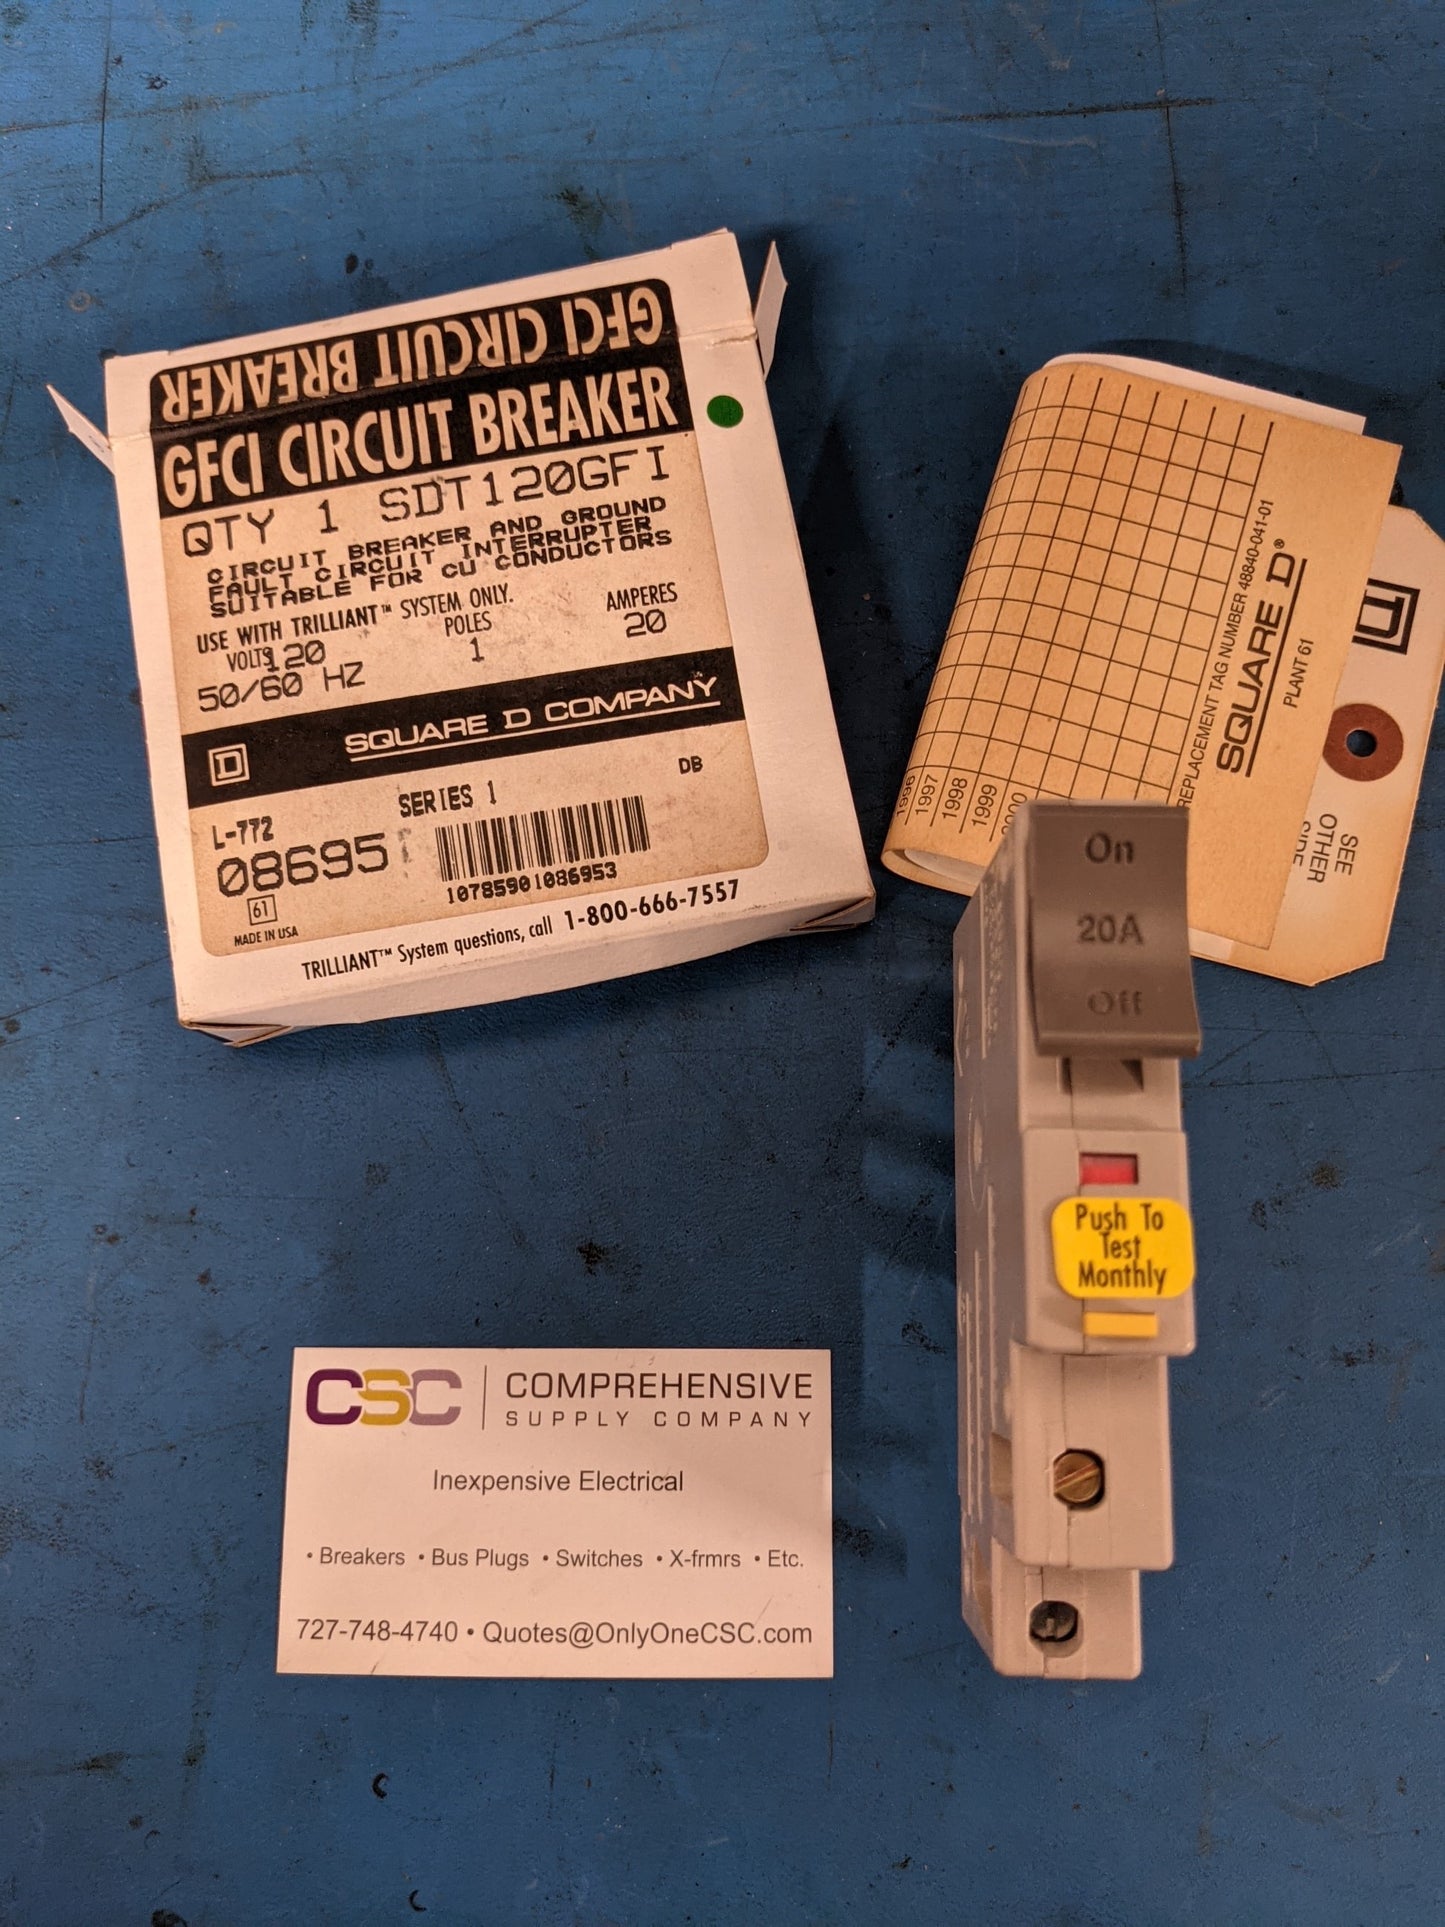 GFCI CIRCUIT BREAKER
GFCI CIRCUIT BREAKER
QTY 1 SDT120GFI
CIRCUIT BREAKER AND GROUND
FAULT CIRCUIT INTERRUPTER
SUITABLE FOR CU CONDUCTORS
USE WITH TRILLIANT™ SYSTEM ONLY.
VOLTS POLES AMPERES
120 1 20
50/60 HZ
D SQUARE D COMPANY
SERIES 1 DB
L-772
08695
10785901086953
61
MADE IN USA
TRILLIANT™ System questions, call 1-800-666-7557
1996
1997
1998
1999
2000
REPLACEMENT TAG NUMBER 48840-041-01
SQUARE D®
PLANT 61
D
SEE
OTHER
SIDE
On
20A
Off
Push To
Test
Monthly
CSC COMPREHENSIVE
SUPPLY COMPANY
Inexpensive Electrical
• Breakers • Bus Plugs • Switches • X-frmrs • Etc.
727-748-4740 • Quotes@OnlyOneCSC.com